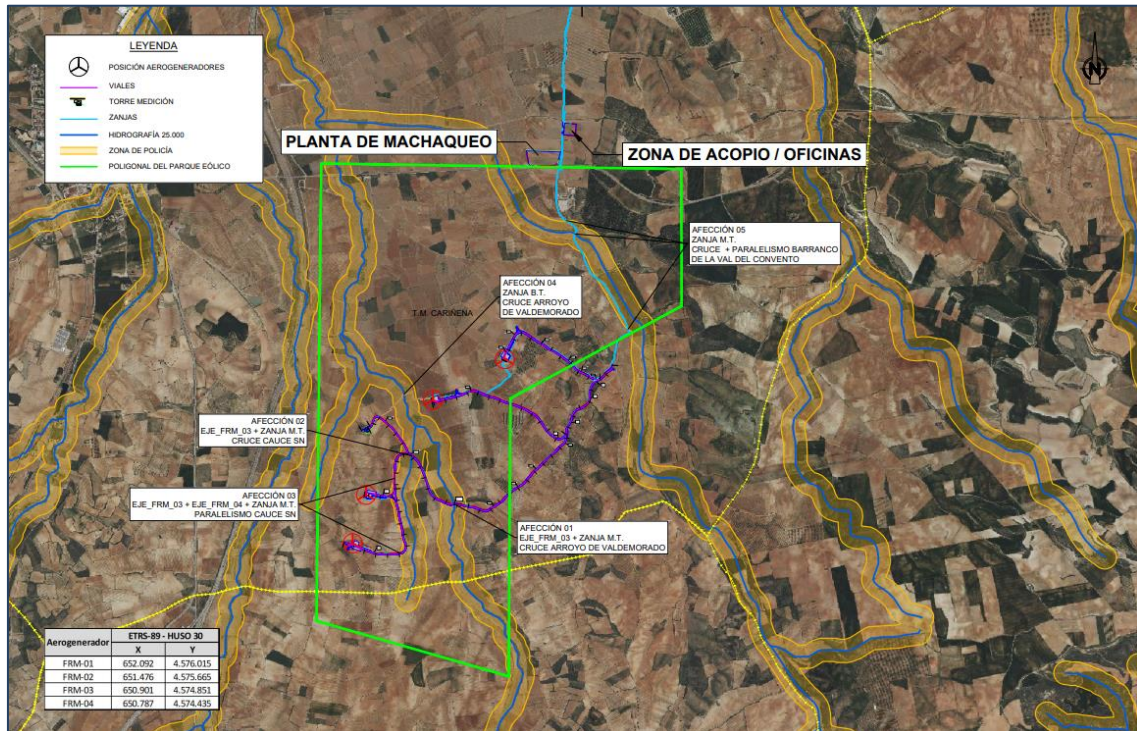 LEYENDA
POSICIÓN AEROGENERADORES
VIALES
TORRE MEDICIÓN
ZANJAS
HIDROGRAFÍA 25.000
ZONA DE POLICÍA
POLIGONAL DEL PARQUE EÓLICO
N
PLANTA DE MACHAQUEO
ZONA DE ACOPIO / OFICINAS
AFECCIÓN 05
ZANJA M.T.
CRUCE + PARALELISMO BARRANCO
DE LA VAL DEL CONVENTO
AFECCIÓN 04
ZANJA B.T.
CRUCE ARROYO
DE VALDEMORADO
T.M. CARIÑENA
AFECCIÓN 02
EJE_FRM_03 + ZANJA M.T.
CRUCE CAUCE SN
AFECCIÓN 03
EJE_FRM_03 + EJE_FRM_04 + ZANJA M.T.
PARALELISMO CAUCE SN
AFECCIÓN 01
EJE_FRM_03 + ZANJA M.T.
CRUCE ARROYO DE VALDEMORADO
Aerogenerador ETRS-89 - HUSO 30
X Y
FRM-01 652.092 4.576.015
FRM-02 651.476 4.575.665
FRM-03 650.901 4.574.851
FRM-04 650.787 4.574.435